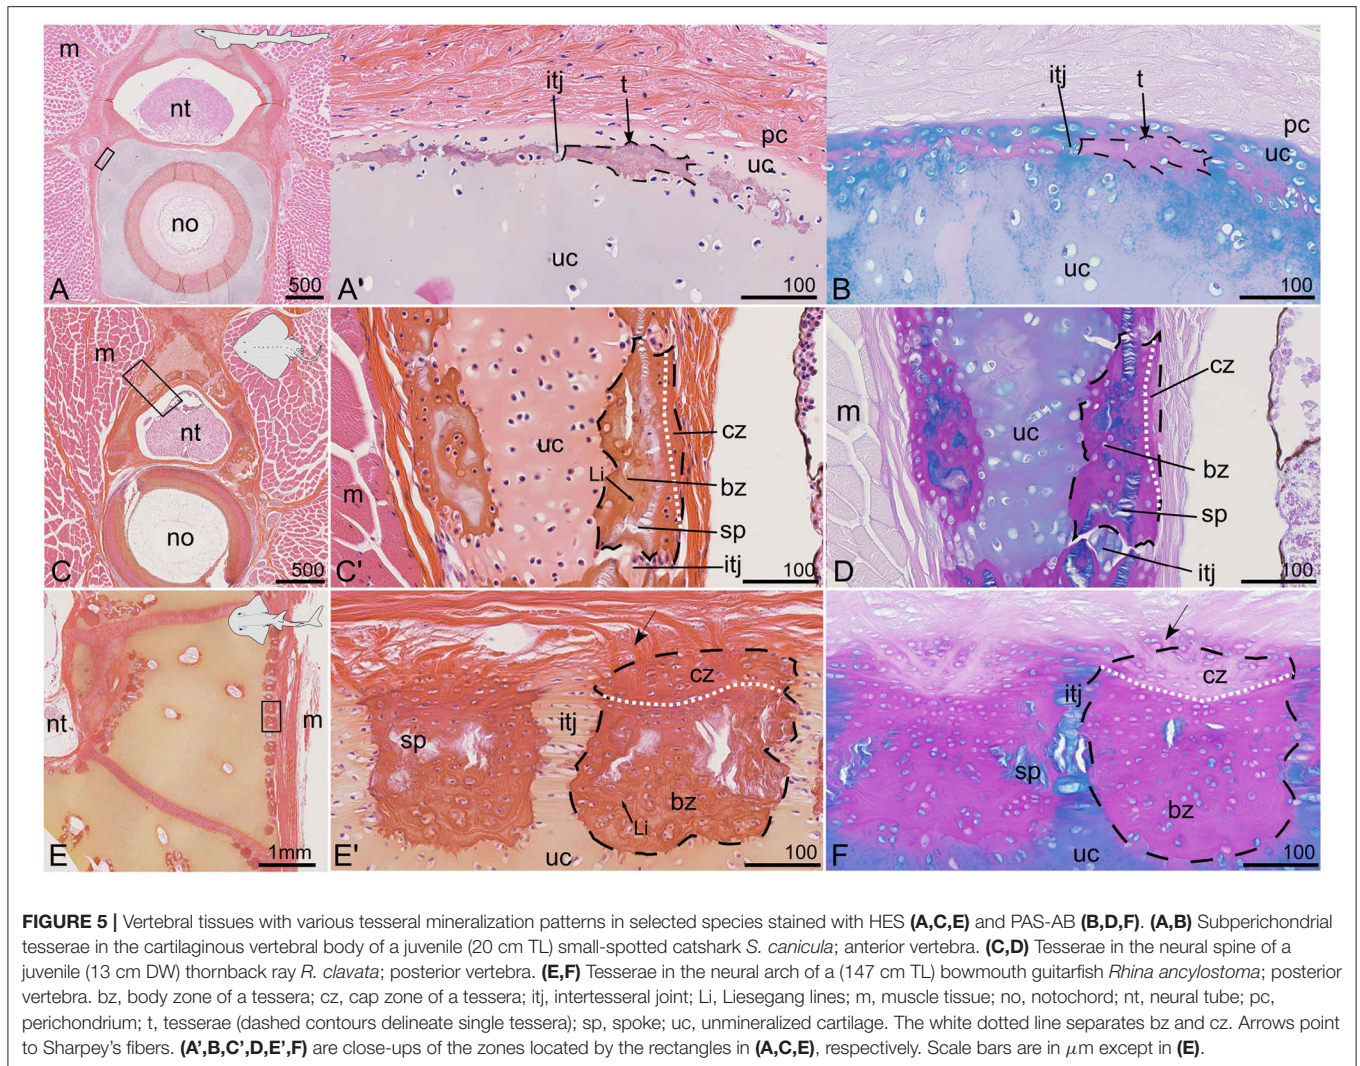 m
nt
no
A
500
itj
t
pc
uc
uc
A'
100
itj
t
pc
uc
uc
B
100
m
nt
no
C
500
uc
cz
Li
bz
m
sp
itj
C'
100
m
uc
cz
bz
sp
itj
D
100
nt
m
E
1mm
cz
itj
sp
bz
Li
uc
E'
100
cz
itj
sp
bz
uc
F
100
FIGURE 5 | Vertebral tissues with various tesseral mineralization patterns in selected species stained with HES (A,C,E) and PAS-AB (B,D,F). (A,B) Subperichondrial
tesserae in the cartilaginous vertebral body of a juvenile (20 cm TL) small-spotted catshark S. canicula; anterior vertebra. (C,D) Tesserae in the neural spine of a
juvenile (13 cm DW) thornback ray R. clavata; posterior vertebra. (E,F) Tesserae in the neural arch of a (147 cm TL) bowmouth guitarfish Rhina ancylostoma; posterior
vertebra. bz, body zone of a tessera; cz, cap zone of a tessera; itj, intertesseral joint; Li, Liesegang lines; m, muscle tissue; no, notochord; nt, neural tube; pc,
perichondrium; t, tesserae (dashed contours delineate single tessera); sp, spoke; uc, unmineralized cartilage. The white dotted line separates bz and cz. Arrows point
to Sharpey's fibers. (A',B,C',D,E',F) are close-ups of the zones located by the rectangles in (A,C,E), respectively. Scale bars are in μm except in (E).